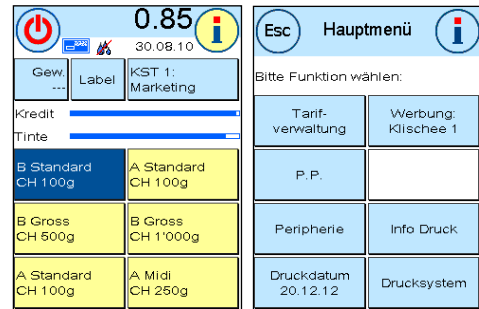 0.85
30.08.10
Gew.
---
Label
KST 1:
Marketing
Kredit
Tinte
B Standard
CH 100g
A Standard
CH 100g
B Gross
CH 500g
B Gross
CH 1'000g
A Standard
CH 100g
A Midi
CH 250g
Esc
Hauptmenü
i
Bitte Funktion wählen:
Tarif-
verwaltung
Werbung:
Klischee 1
P.P.
Peripherie
Info Druck
Druckdatum
20.12.12
Drucksystem